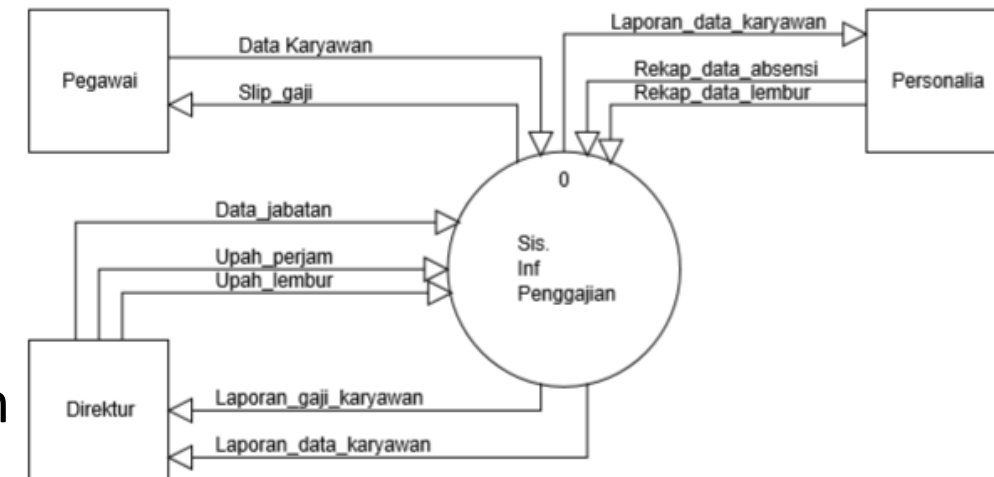 Pegawai
Data Karyawan
Slip_gaji
Laporan_data_karyawan
Rekap_data_absensi
Rekap_data_lembur
Personalia
0
Sis.
Inf
Penggajian
Data_jabatan
Upah_perjam
Upah_lembur
n
Direktur
Laporan_gaji_karyawan
Laporan_data_karyawan